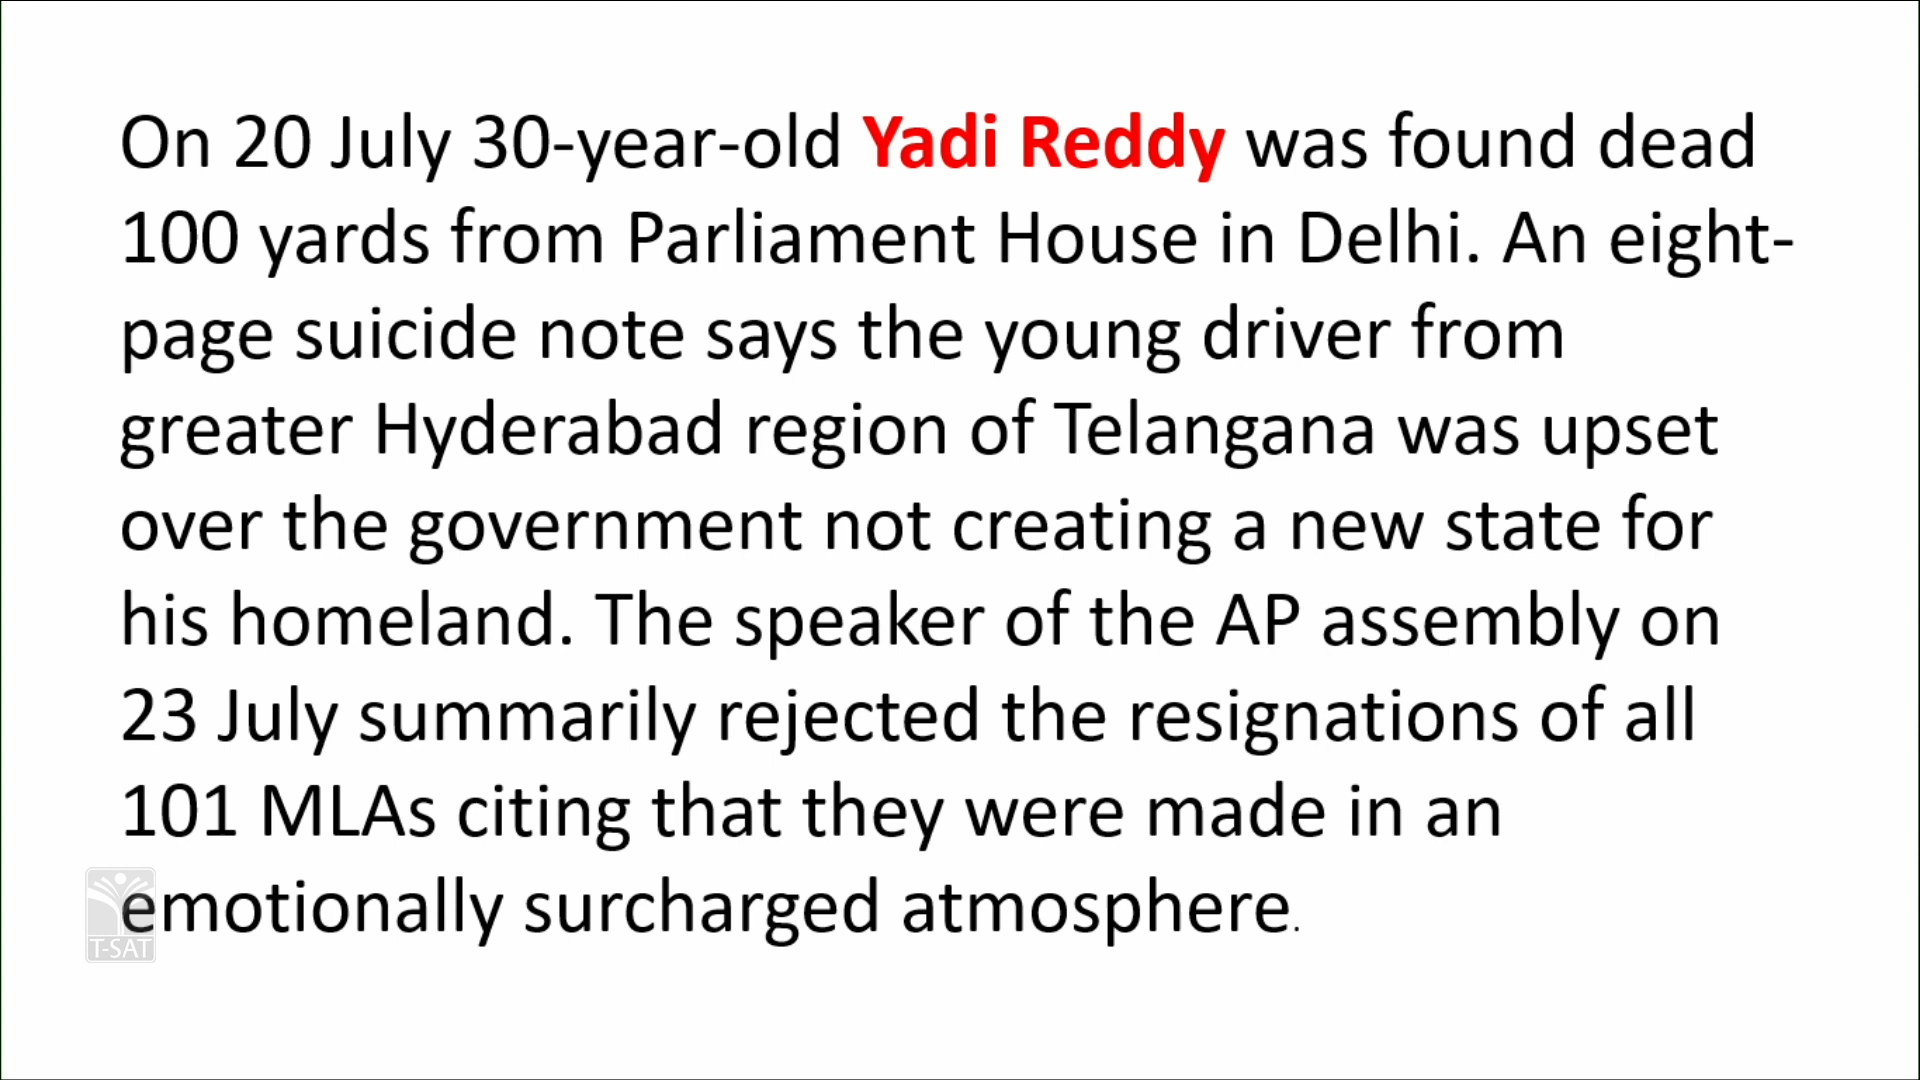 On 20 July 30-year-old Yadi Reddy was found dead
100 yards from Parliament House in Delhi. An eight-
page suicide note says the young driver from
greater Hyderabad region of Telangana was upset
over the government not creating a new state for
his homeland. The speaker of the AP assembly on
23 July summarily rejected the resignations of all
101 MLAs citing that they were made in an
emotionally surcharged atmosphere.
T-SAT